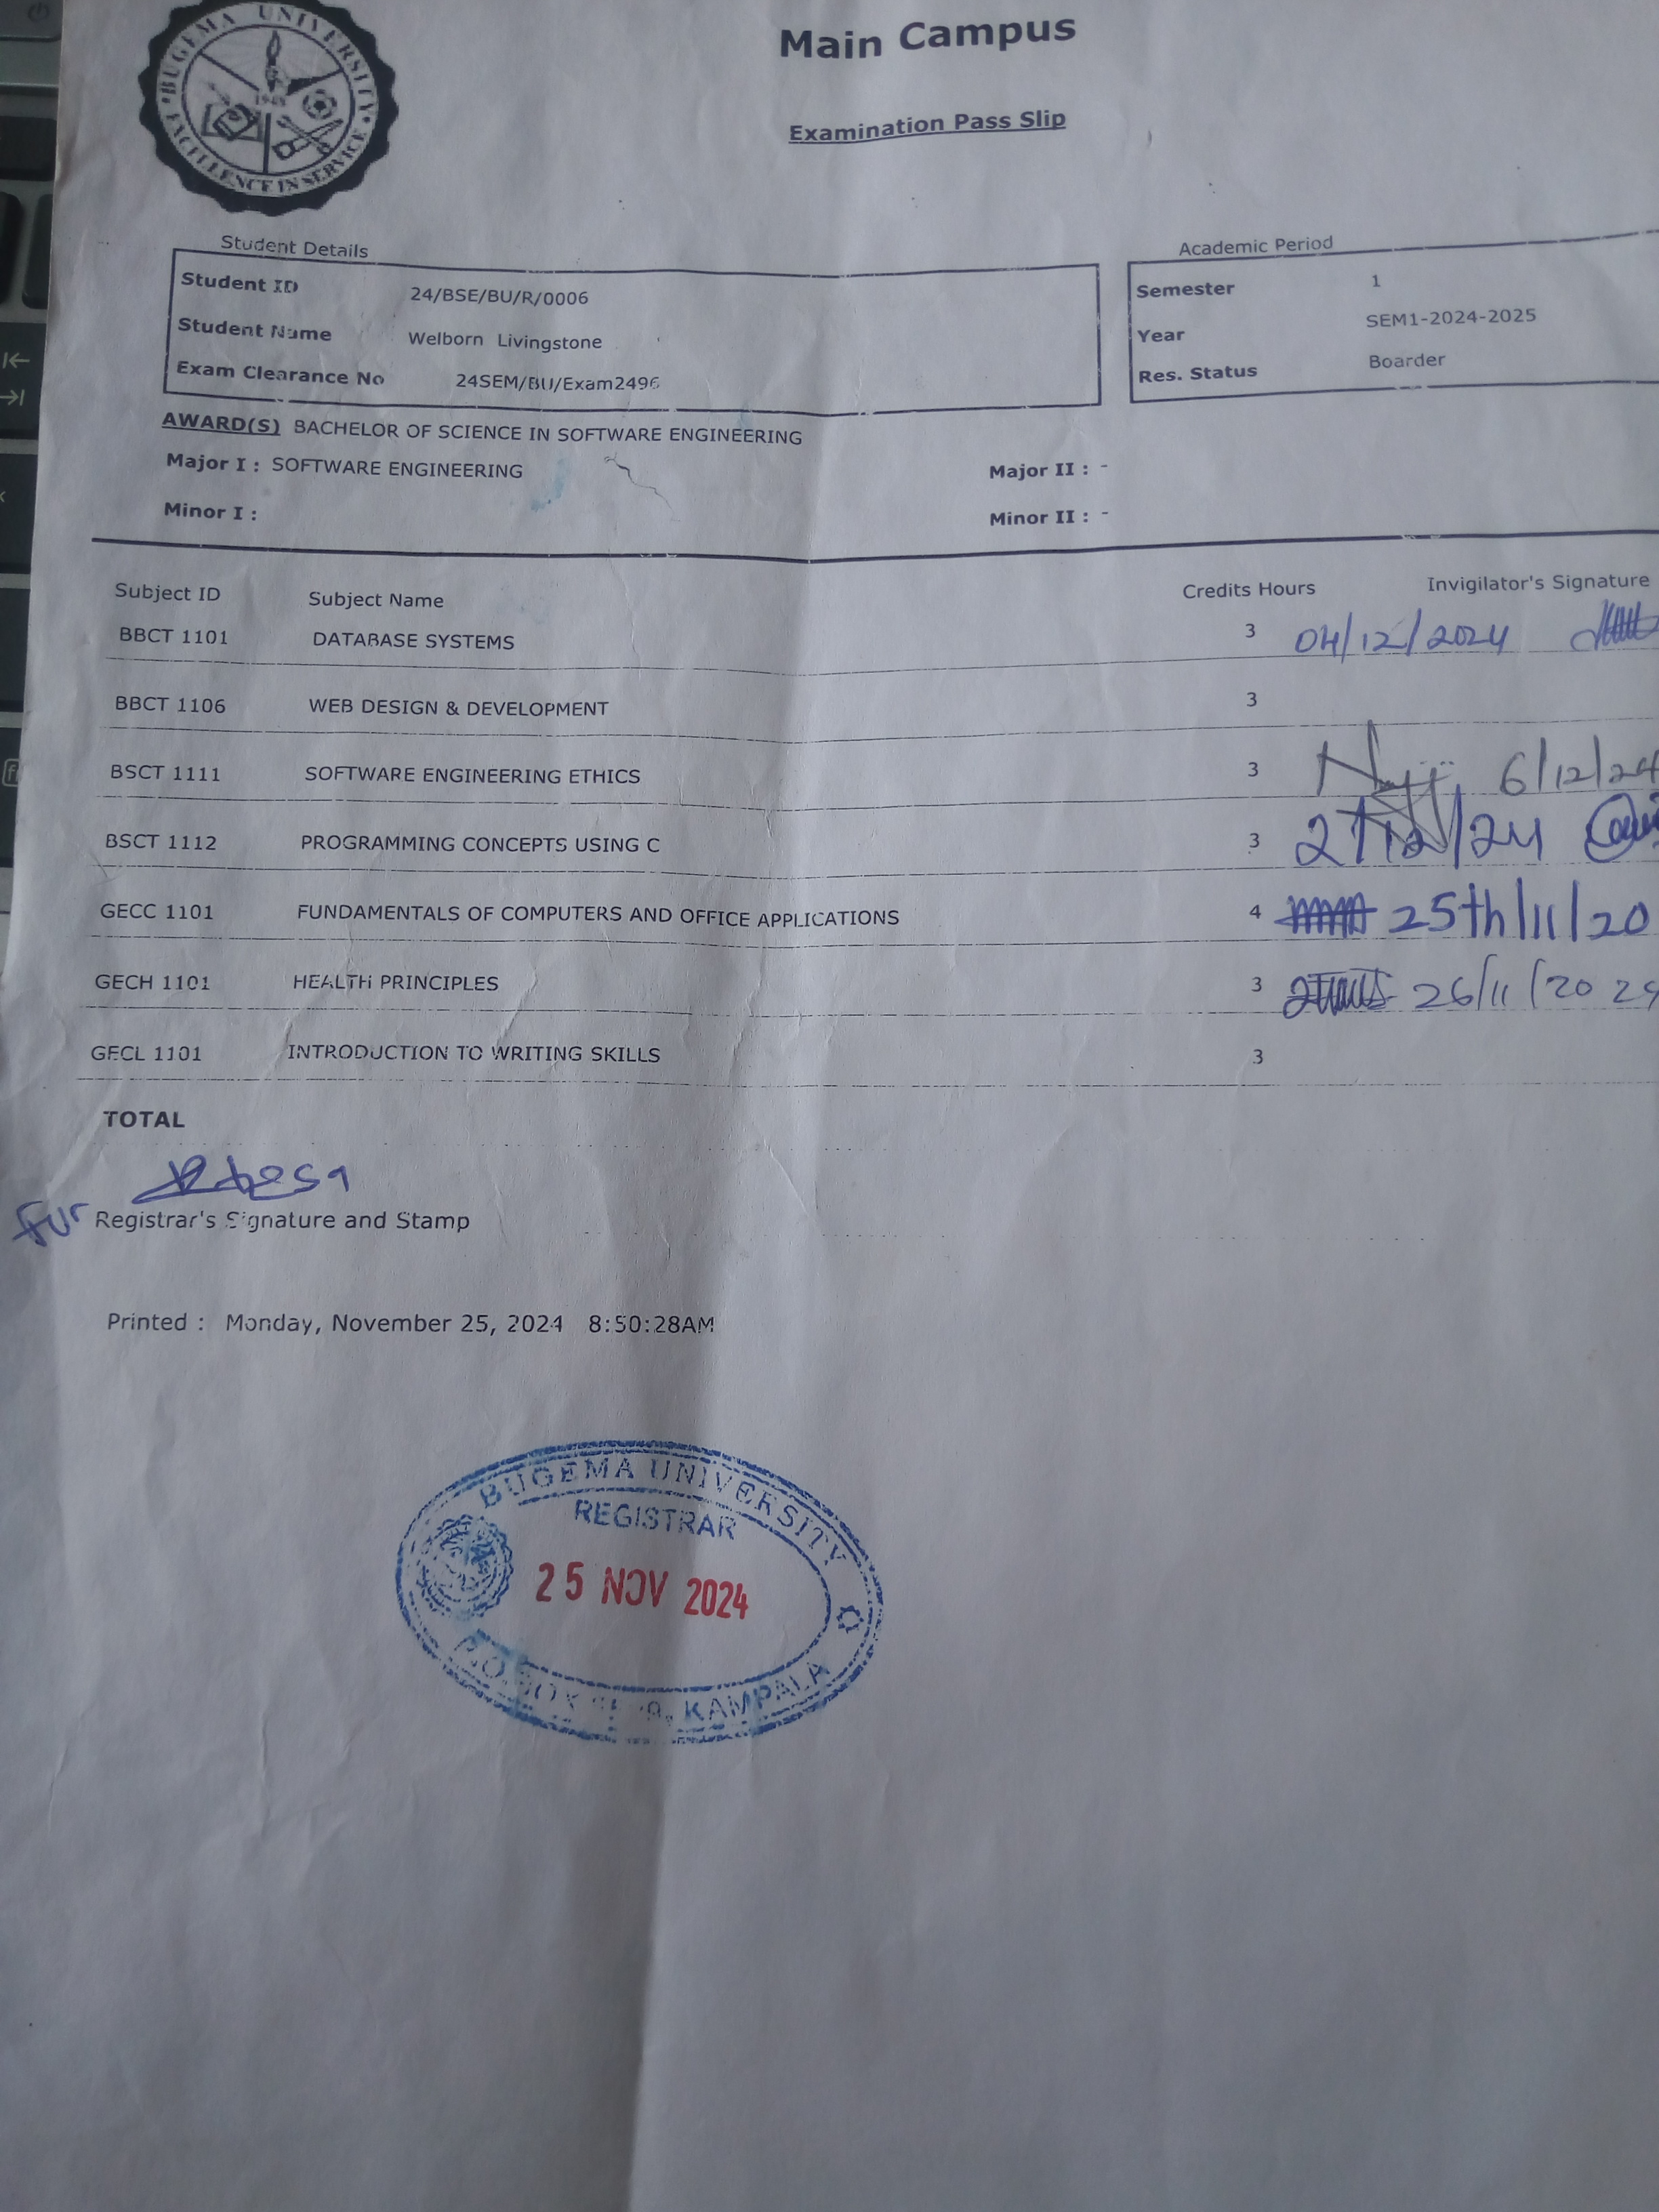 BUGEMA UNIVERSITY
EXCELLENCE IN SERVICE
1948
Main Campus
Examination Pass Slip
Student Details
Student ID 24/BSE/BU/R/0006
Student Name Welborn Livingstone
Exam Clearance No 24SEM/BU/Exam2496
Academic Period
Semester 1
Year SEM1-2024-2025
Res. Status Boarder
AWARD(S) BACHELOR OF SCIENCE IN SOFTWARE ENGINEERING
Major I : SOFTWARE ENGINEERING Major II : -
Minor I : Minor II : -
Subject ID Subject Name Credits Hours Invigilator's Signature
BBCT 1101 DATABASE SYSTEMS 3 04/12/2024
BBCT 1106 WEB DESIGN & DEVELOPMENT 3
BSCT 1111 SOFTWARE ENGINEERING ETHICS 3 6/12/24
BSCT 1112 PROGRAMMING CONCEPTS USING C 3 2/12/24
GECC 1101 FUNDAMENTALS OF COMPUTERS AND OFFICE APPLICATIONS 4 25th/11/20
GECH 1101 HEALTH PRINCIPLES 3 26/11/2024
GECL 1101 INTRODUCTION TO WRITING SKILLS 3
TOTAL
For Registrar's Signature and Stamp
Printed : Monday, November 25, 2024 8:50:28AM
BUGEMA UNIVERSITY
REGISTRAR
25 NOV 2024
P.O. BOX KAMPALA